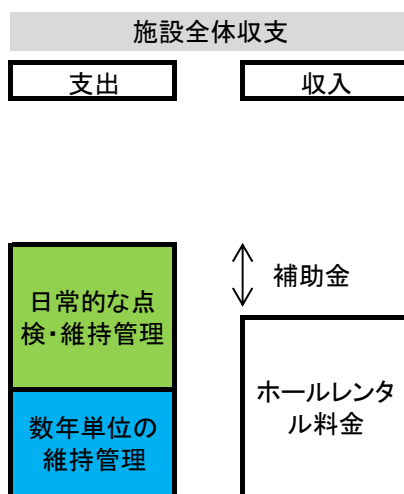 施設全体収支
支出
収入
補助金
日常的な点
検・維持管理
ホールレンタ
ル料金
数年単位の
維持管理